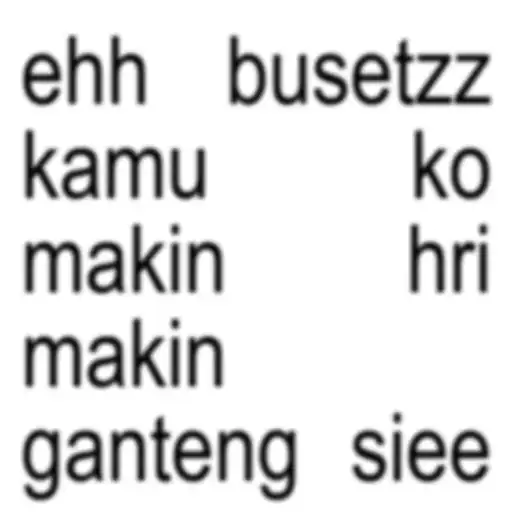 ehh busetzz
kamu ko
makin hri
makin
ganteng siee